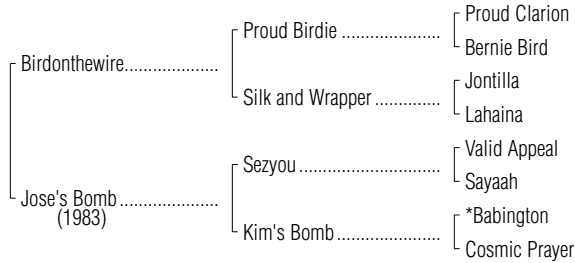 Proud Clarion
Proud Birdie ....................
Bernie Bird
Birdonthewire...................
Jontilla
Silk and Wrapper .............
Lahaina
Valid Appeal
Sezyou .............................
Sayaah
Jose's Bomb ....................
(1983)
*Babington
Kim's Bomb .....................
Cosmic Prayer